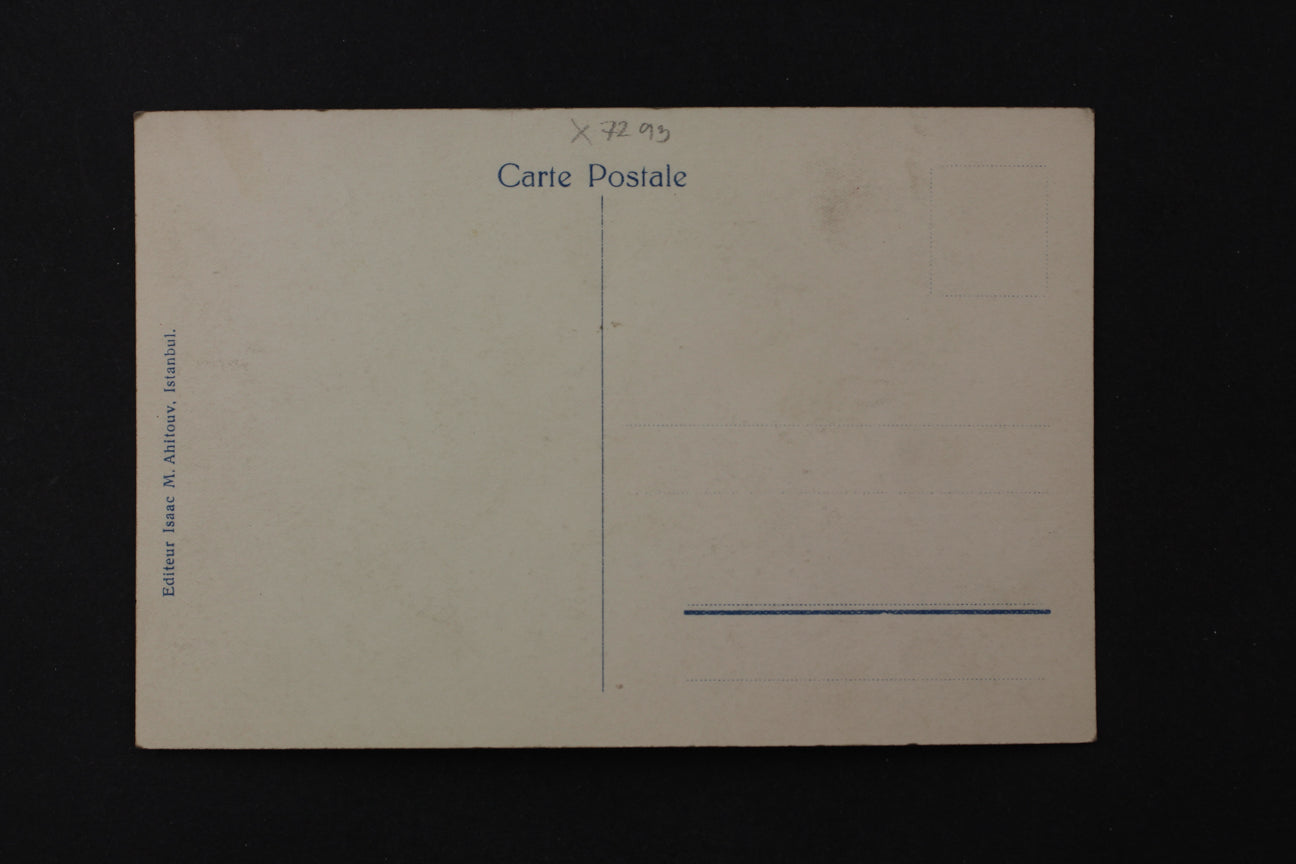 X 7293
Carte Postale
Editeur Isaac M. Ahitouv, Istanbul.